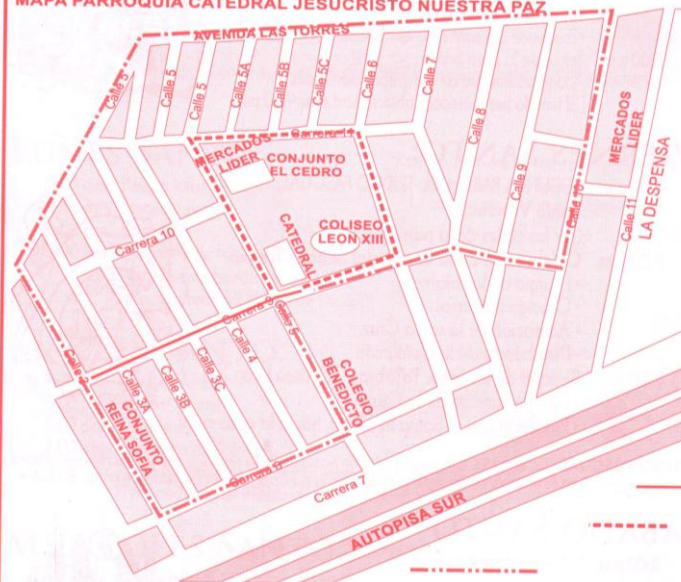 MAPA PARROQUIA CATEDRAL JESUCRISTO NUESTRA PAZ
AVENIDA LAS TORRES
Calle 5
Calle 5
Calle 5
Calle 5A
Calle 5B
Calle 5C
Calle 6
Calle 7
Calle 8
Calle 9
Calle 10
Calle 11
MERCADOS
LIDER
LA DESPENSA
Carrera 11
MERCADOS
LIDER
CONJUNTO
EL CEDRO
COLISEO
LEON XIII
CATEDRAL
Carrera 10
Carrera 9
Calle 5
Calle 4
Calle 3C
Calle 3B
Calle 3A
CONJUNTO
REINA SOFIA
COLEGIO
BENEDICTO
Carrera 7
AUTOPISA SUR